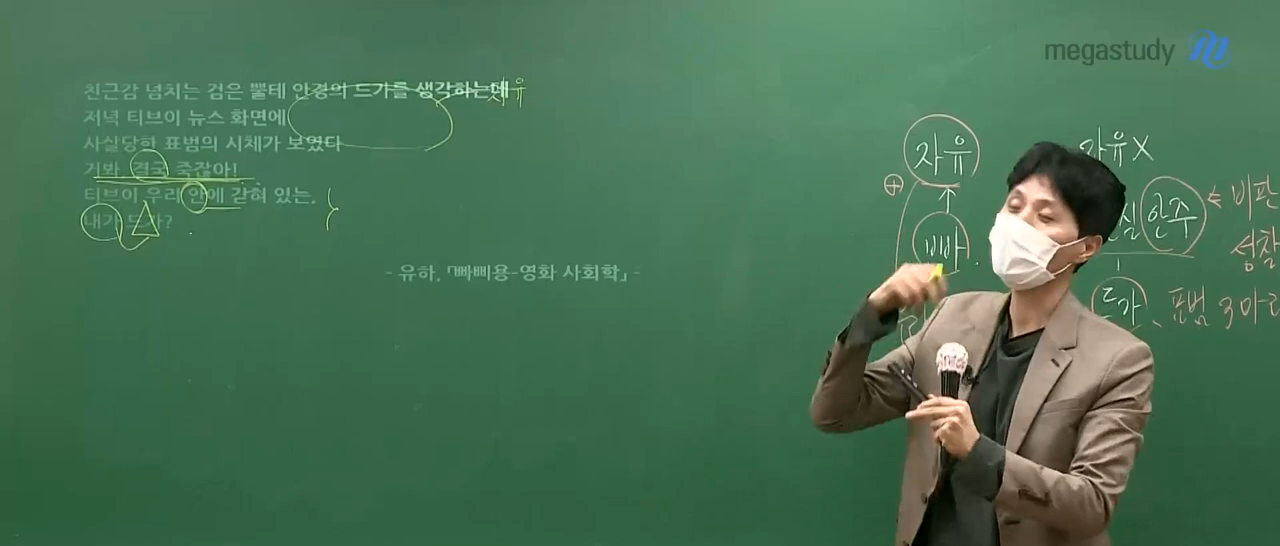 megastudy
친근감 넘치는 검은 뿔테 안경의 드가를 생각하는데
저녁 티브이 뉴스 화면에
사살당한 표범의 시체가 보였다
거봐, 결국 죽잖아!
티브이 우리 안에 갇혀 있는,
내가 드가?
- 유하, 「빠삐용-영화 사회학」 -
자유
빠
자유X
안주
비판
성찰
드가, 표범 3마리